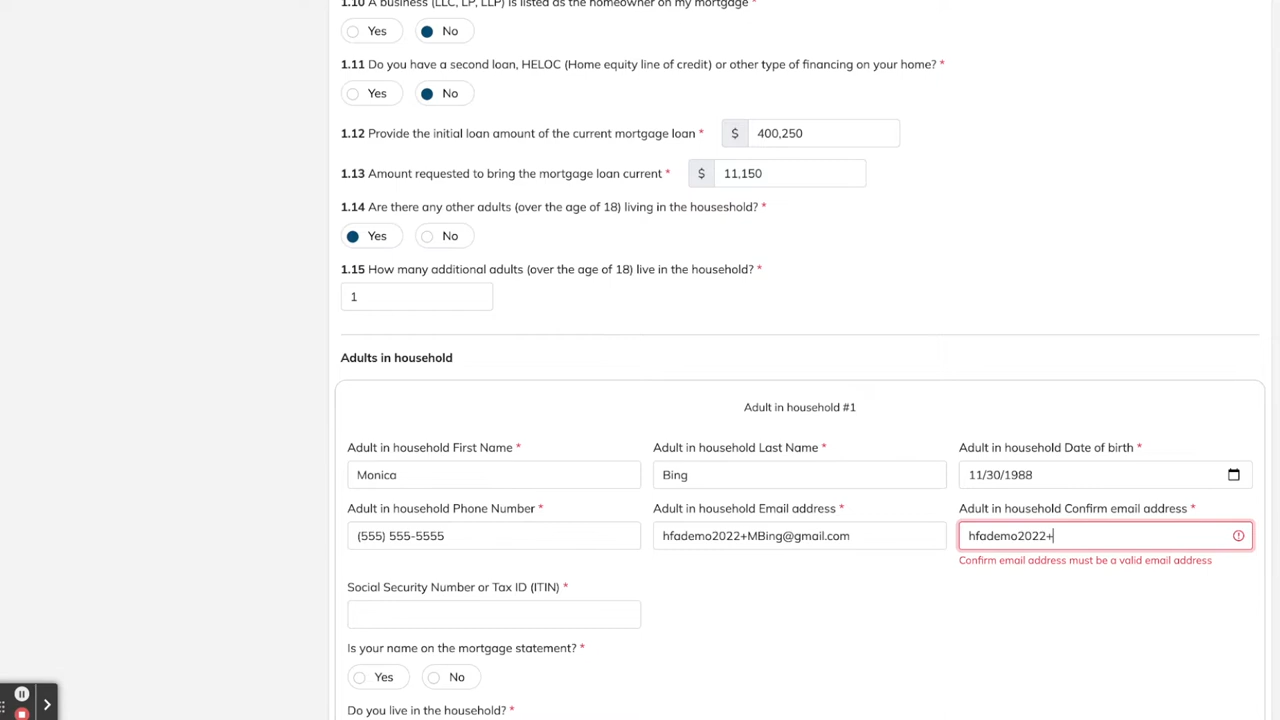 1.10 A business (LLC, LP, LLP) is listed as the homeowner on my mortgage *
Yes No
1.11 Do you have a second loan, HELOC (Home equity line of credit) or other type of financing on your home? *
Yes No
1.12 Provide the initial loan amount of the current mortgage loan * $ 400,250
1.13 Amount requested to bring the mortgage loan current * $ 11,150
1.14 Are there any other adults (over the age of 18) living in the houseshold? *
Yes No
1.15 How many additional adults (over the age of 18) live in the household? *
1
Adults in household
Adult in household #1
Adult in household First Name * Adult in household Last Name * Adult in household Date of birth *
Monica Bing 11/30/1988
Adult in household Phone Number * Adult in household Email address * Adult in household Confirm email address *
(555) 555-5555 hfademo2022+MBing@gmail.com hfademo2022+
Confirm email address must be a valid email address
Social Security Number or Tax ID (ITIN) *
Is your name on the mortgage statement? *
Yes No
Do you live in the household? *